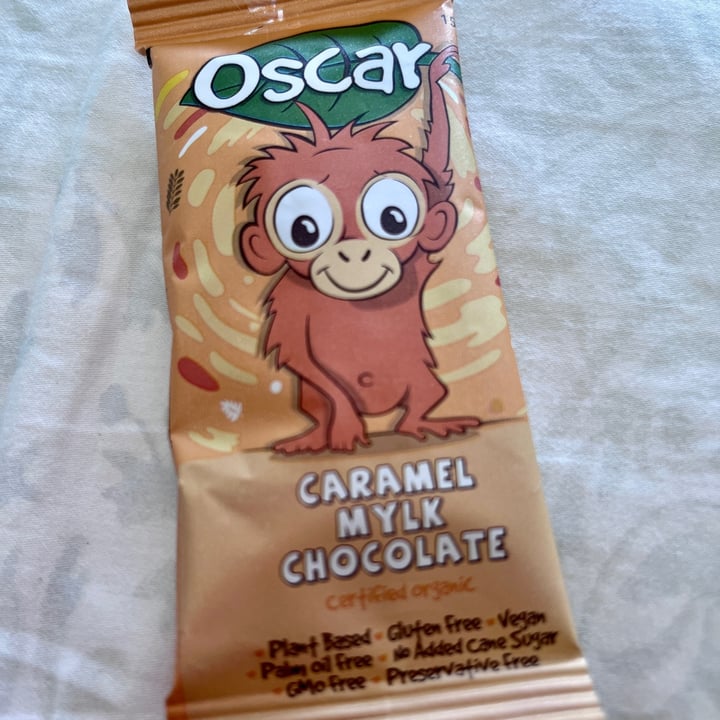 Oscar
CARAMEL
MYLK
CHOCOLATE
certified organic
Plant Based • Gluten Free • Vegan
• Palm Oil Free • No Added Cane Sugar
• GMO Free • Preservative Free